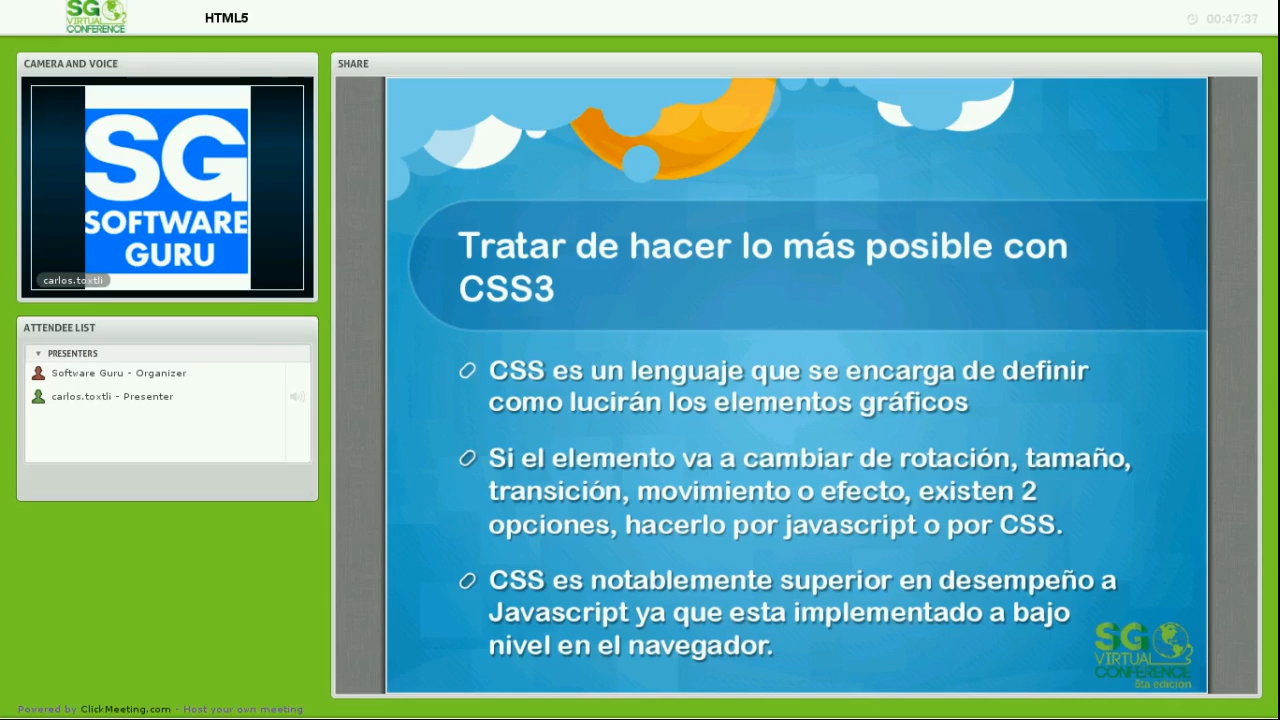 SG
VIRTUAL
CONFERENCE
HTML5
00:47:37
CAMERA AND VOICE
SG
SOFTWARE
GURU
carlos.toxtli
ATTENDEE LIST
PRESENTERS
Software Guru - Organizer
carlos.toxtli - Presenter
SHARE
Tratar de hacer lo más posible con
CSS3
CSS es un lenguaje que se encarga de definir
como lucirán los elementos gráficos
Si el elemento va a cambiar de rotación, tamaño,
transición, movimiento o efecto, existen 2
opciones, hacerlo por javascript o por CSS.
CSS es notablemente superior en desempeño a
Javascript ya que esta implementado a bajo
nivel en el navegador.
SG
VIRTUAL
CONFERENCE
5ta edición
Powered by ClickMeeting.com - Host your own meeting